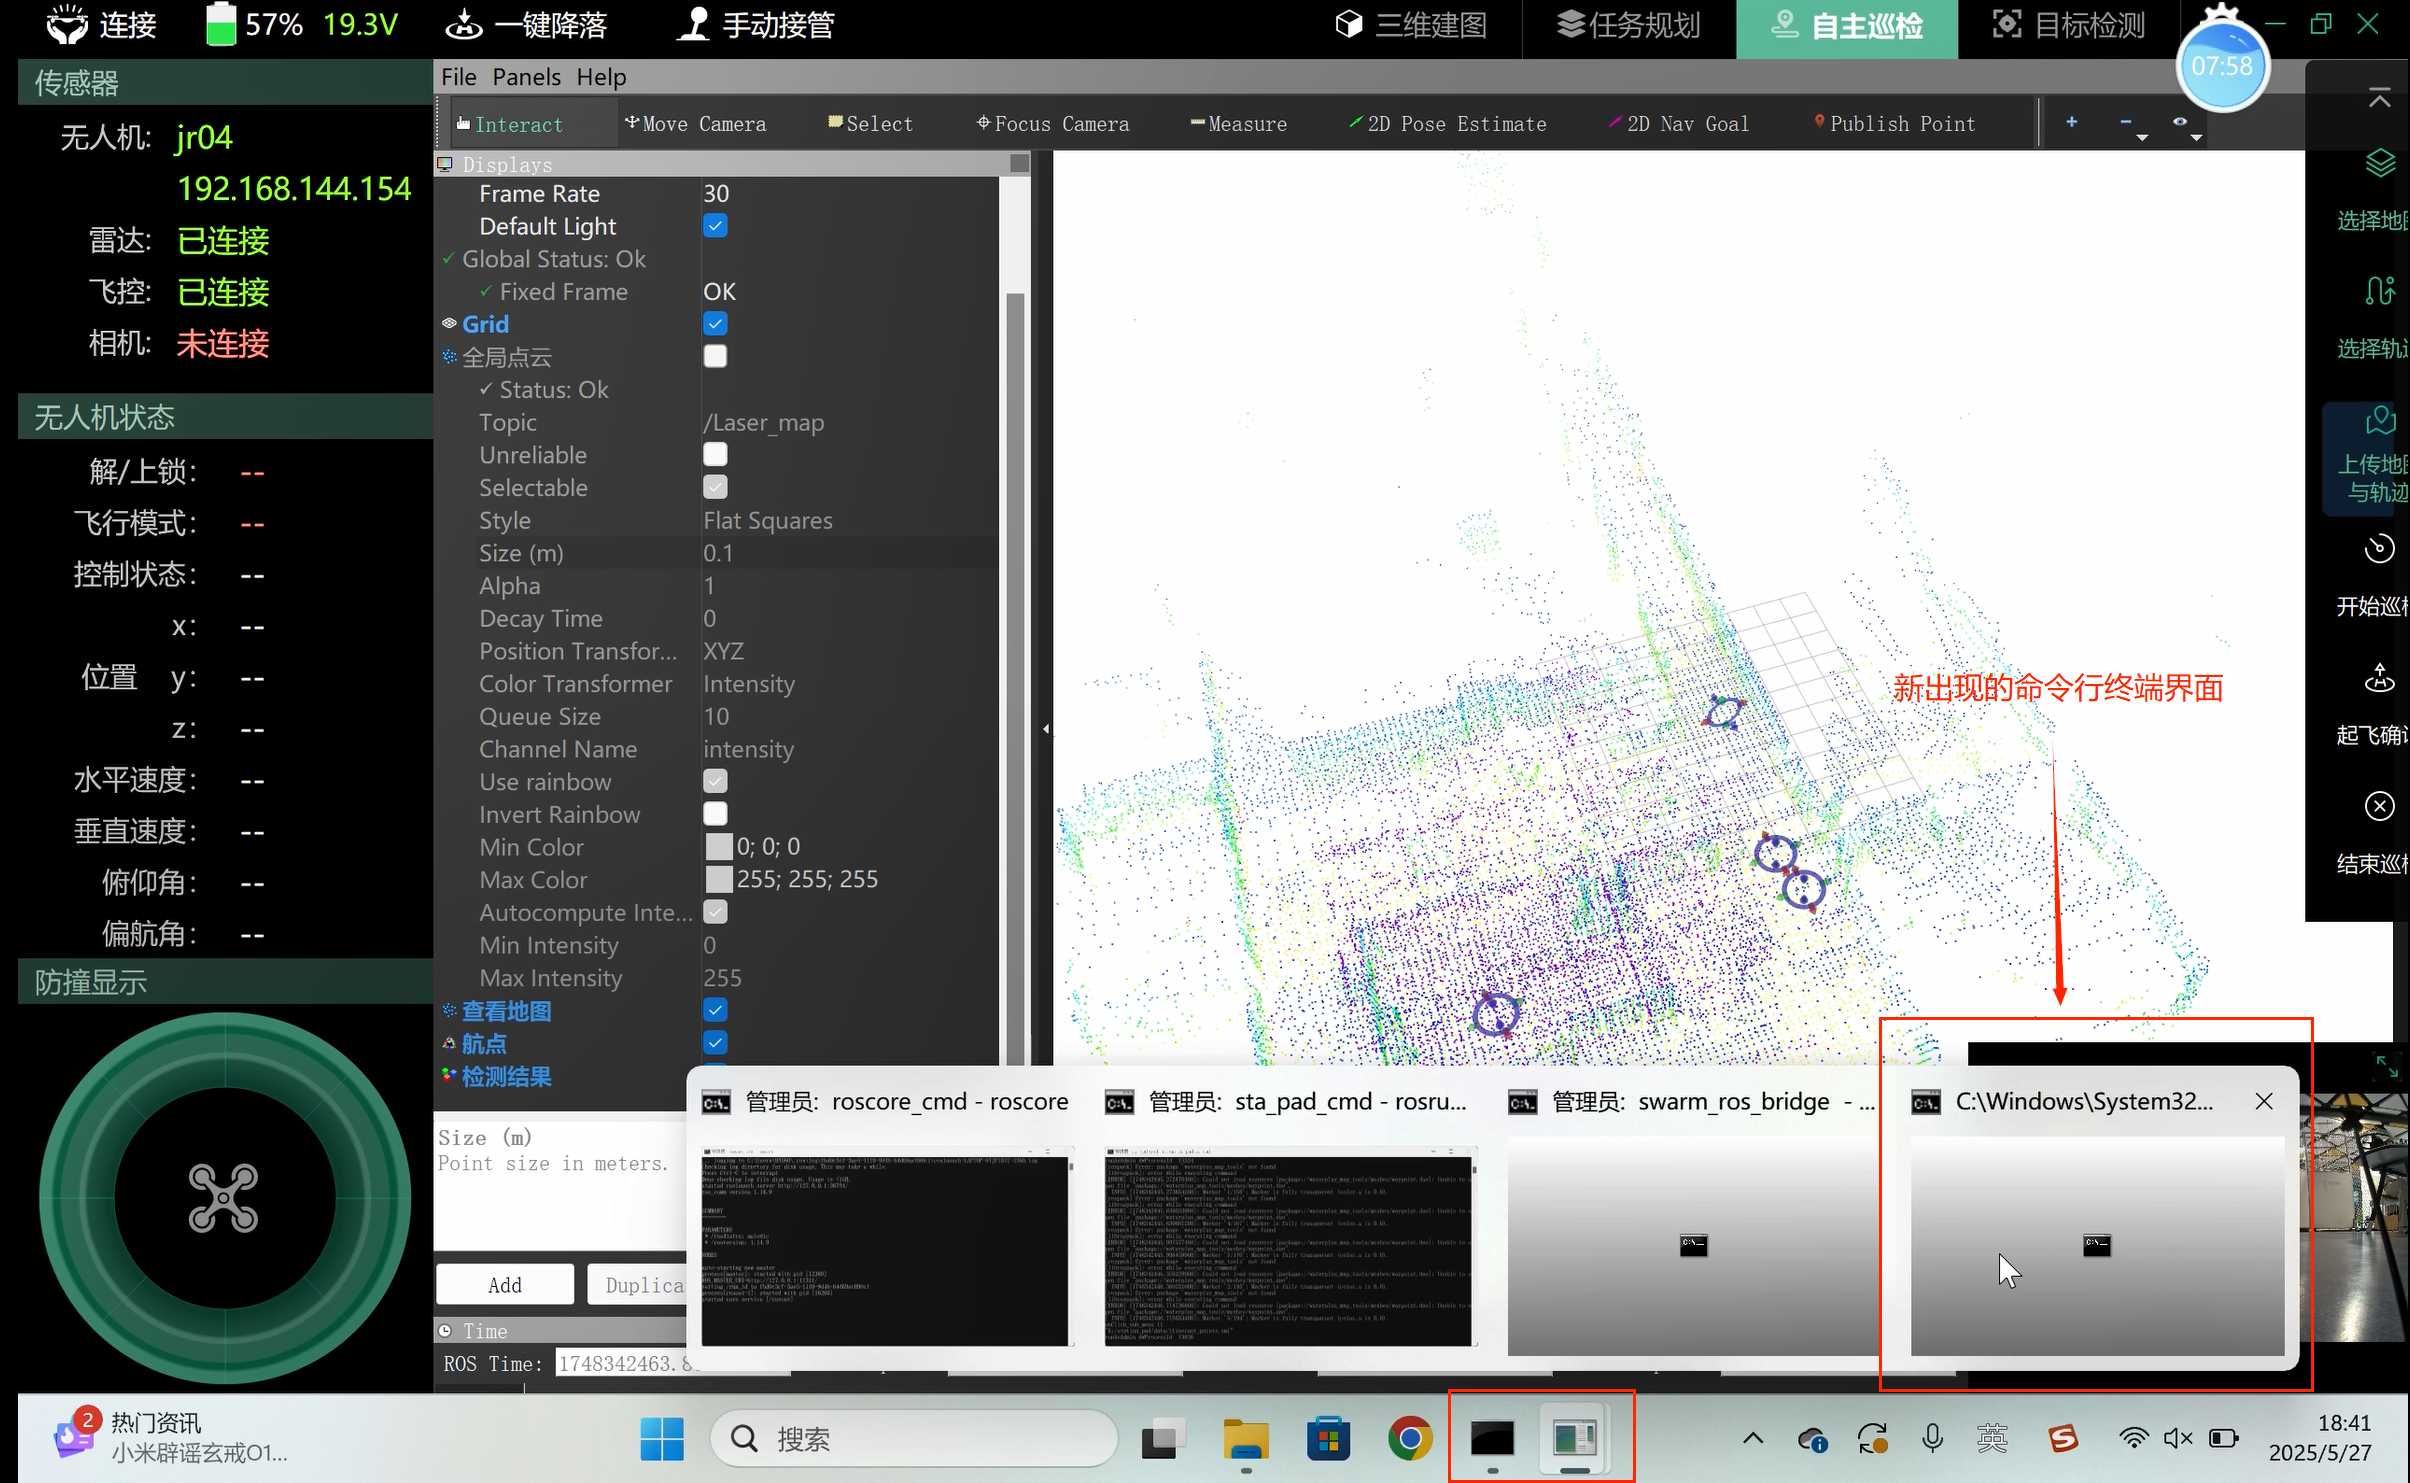 连接
57%
19.3V
一键降落
手动接管
三维建图
任务规划
自主巡检
目标检测
07:58
传感器
无人机: jr04
192.168.144.154
雷达: 已连接
飞控: 已连接
相机: 未连接
无人机状态
解/上锁: --
飞行模式: --
控制状态: --
x: --
位置 y: --
z: --
水平速度: --
垂直速度: --
俯仰角: --
偏航角: --
防撞显示
File Panels Help
Interact
Move Camera
Select
Focus Camera
Measure
2D Pose Estimate
2D Nav Goal
Publish Point
Displays
Frame Rate 30
Default Light
Global Status: Ok
Fixed Frame OK
Grid
全局点云
Status: Ok
Topic /Laser_map
Unreliable
Selectable
Style Flat Squares
Size (m) 0.1
Alpha 1
Decay Time 0
Position Transfor... XYZ
Color Transformer Intensity
Queue Size 10
Channel Name intensity
Use rainbow
Invert Rainbow
Min Color 0; 0; 0
Max Color 255; 255; 255
Autocompute Inte...
Min Intensity 0
Max Intensity 255
查看地图
航点
检测结果
Size (m)
Point size in meters.
Add
Duplica
Time
ROS Time: 1748342463.8
选择地
选择轨
上传地
与轨迹
开始巡
起飞确
结束巡
新出现的命令行终端界面
管理员: roscore_cmd - roscore
管理员: sta_pad_cmd - rosru...
管理员: swarm_ros_bridge - ...
C:\Windows\System32...
2
热门资讯
小米辟谣玄戒O1...
搜索
英
18:41
2025/5/27